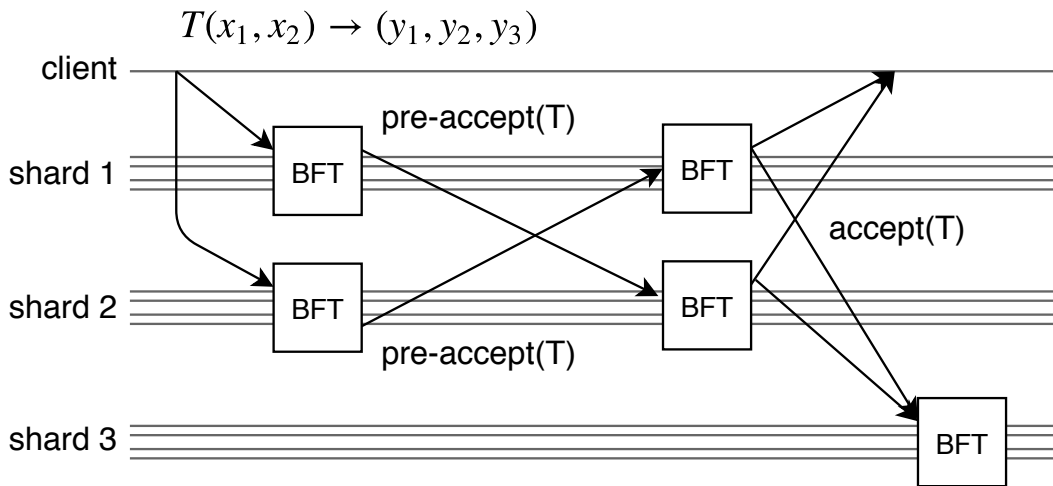 T(x₁, x₂) → (y₁, y₂, y₃)
client
pre-accept(T)
shard 1
BFT
BFT
accept(T)
shard 2
BFT
BFT
pre-accept(T)
shard 3
BFT